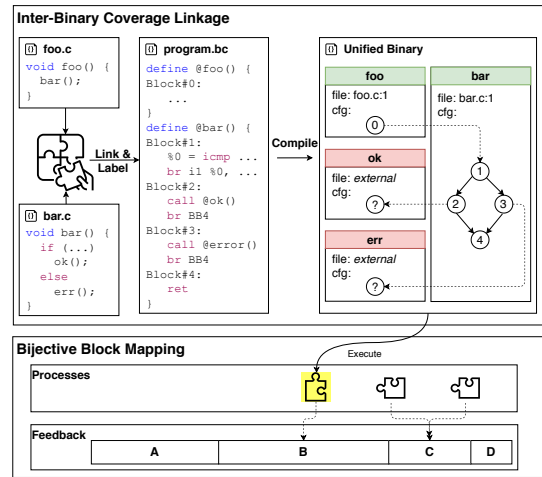 Inter-Binary Coverage Linkage
foo.c
void foo() {
bar();
}
Link &
Label
bar.c
void bar() {
if (...)
ok();
else
err();
}
program.bc
define @foo() {
Block#0:
...
}
define @bar() {
Block#1:
%0 = icmp ...
br i1 %0, ...
Block#2:
call @ok()
br BB4
Block#3:
call @error()
br BB4
Block#4:
ret
}
Compile
Unified Binary
foo
file: foo.c:1
cfg:
0
ok
file: external
cfg:
?
err
file: external
cfg:
?
bar
file: bar.c:1
cfg:
1
2
3
4
Bijective Block Mapping
Execute
Processes
Feedback
A
B
C
D